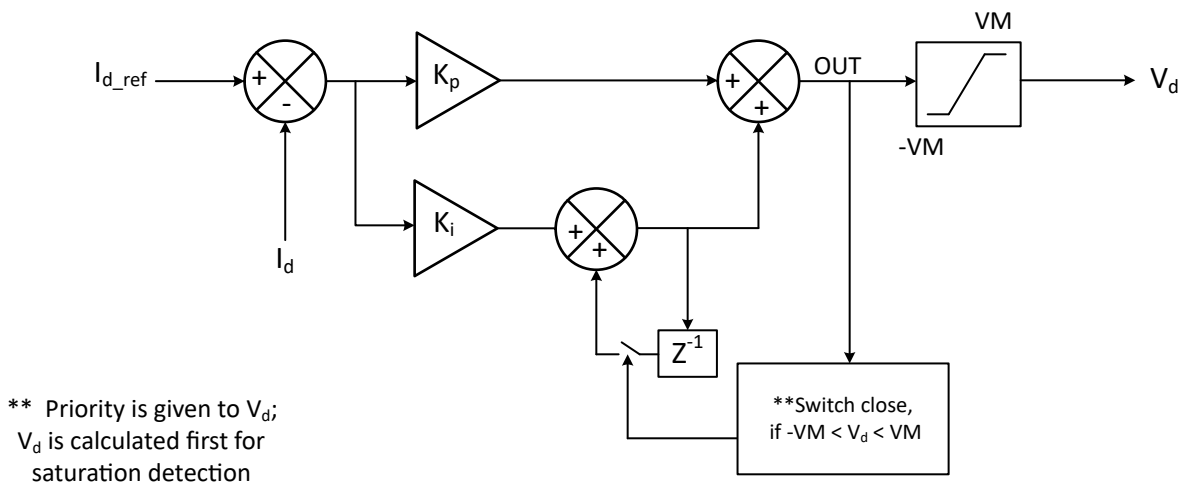 VM
I_d_ref
+
-
K_p
+
+
OUT
V_d
-VM
K_i
+
+
I_d
Z^-1
**Switch close,
if -VM < V_d < VM
** Priority is given to V_d;
V_d is calculated first for
saturation detection